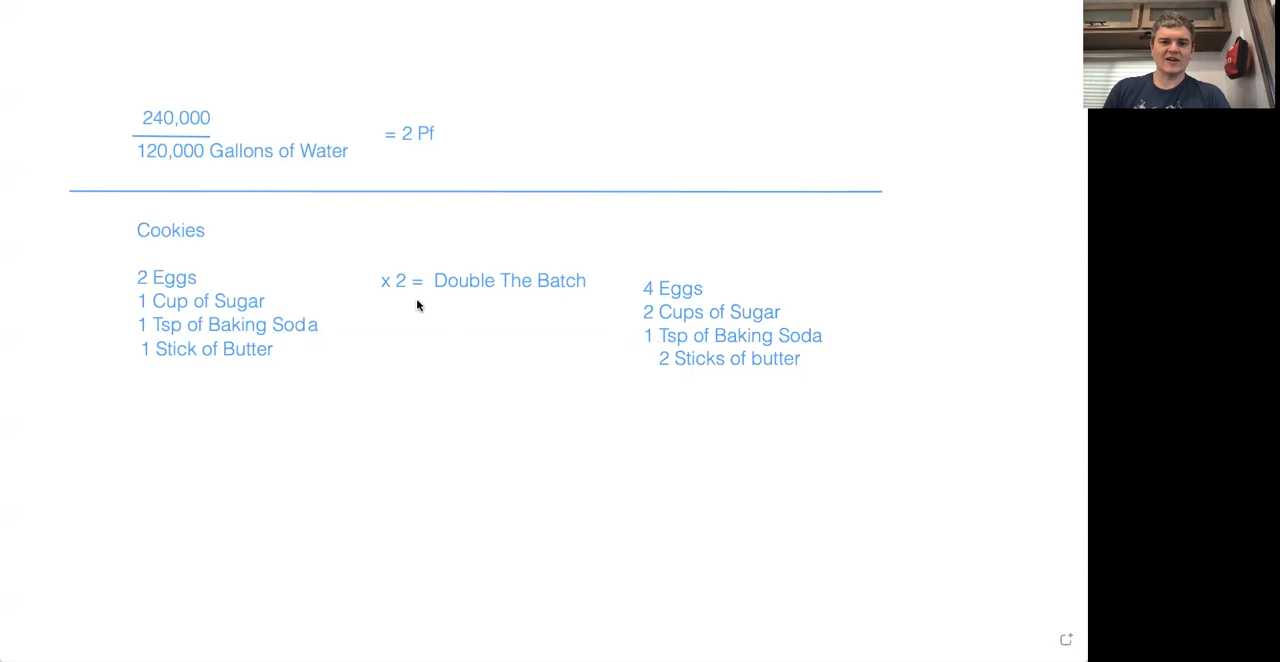 240,000
120,000 Gallons of Water
= 2 Pf
Cookies
2 Eggs
1 Cup of Sugar
1 Tsp of Baking Soda
1 Stick of Butter
x 2 = Double The Batch
4 Eggs
2 Cups of Sugar
1 Tsp of Baking Soda
2 Sticks of butter